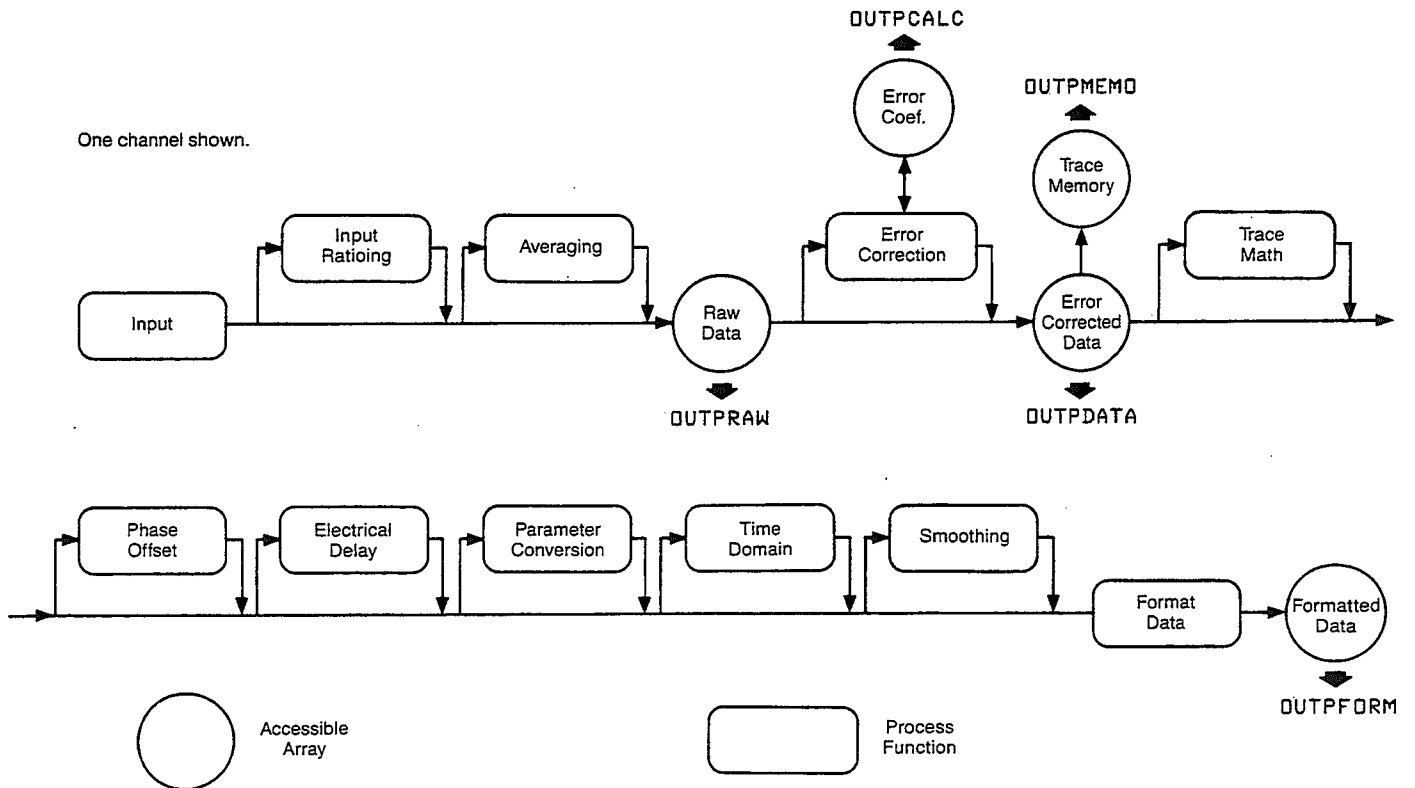 OUTPCALC
Error
Coef.
OUTPMEMO
Trace
Memory
One channel shown.
Input
Ratioing
Averaging
Error
Correction
Trace
Math
Input
Raw
Data
Error
Corrected
Data
OUTPRAW
OUTPDATA
Phase
Offset
Electrical
Delay
Parameter
Conversion
Time
Domain
Smoothing
Format
Data
Formatted
Data
OUTPFORM
Accessible
Array
Process
Function